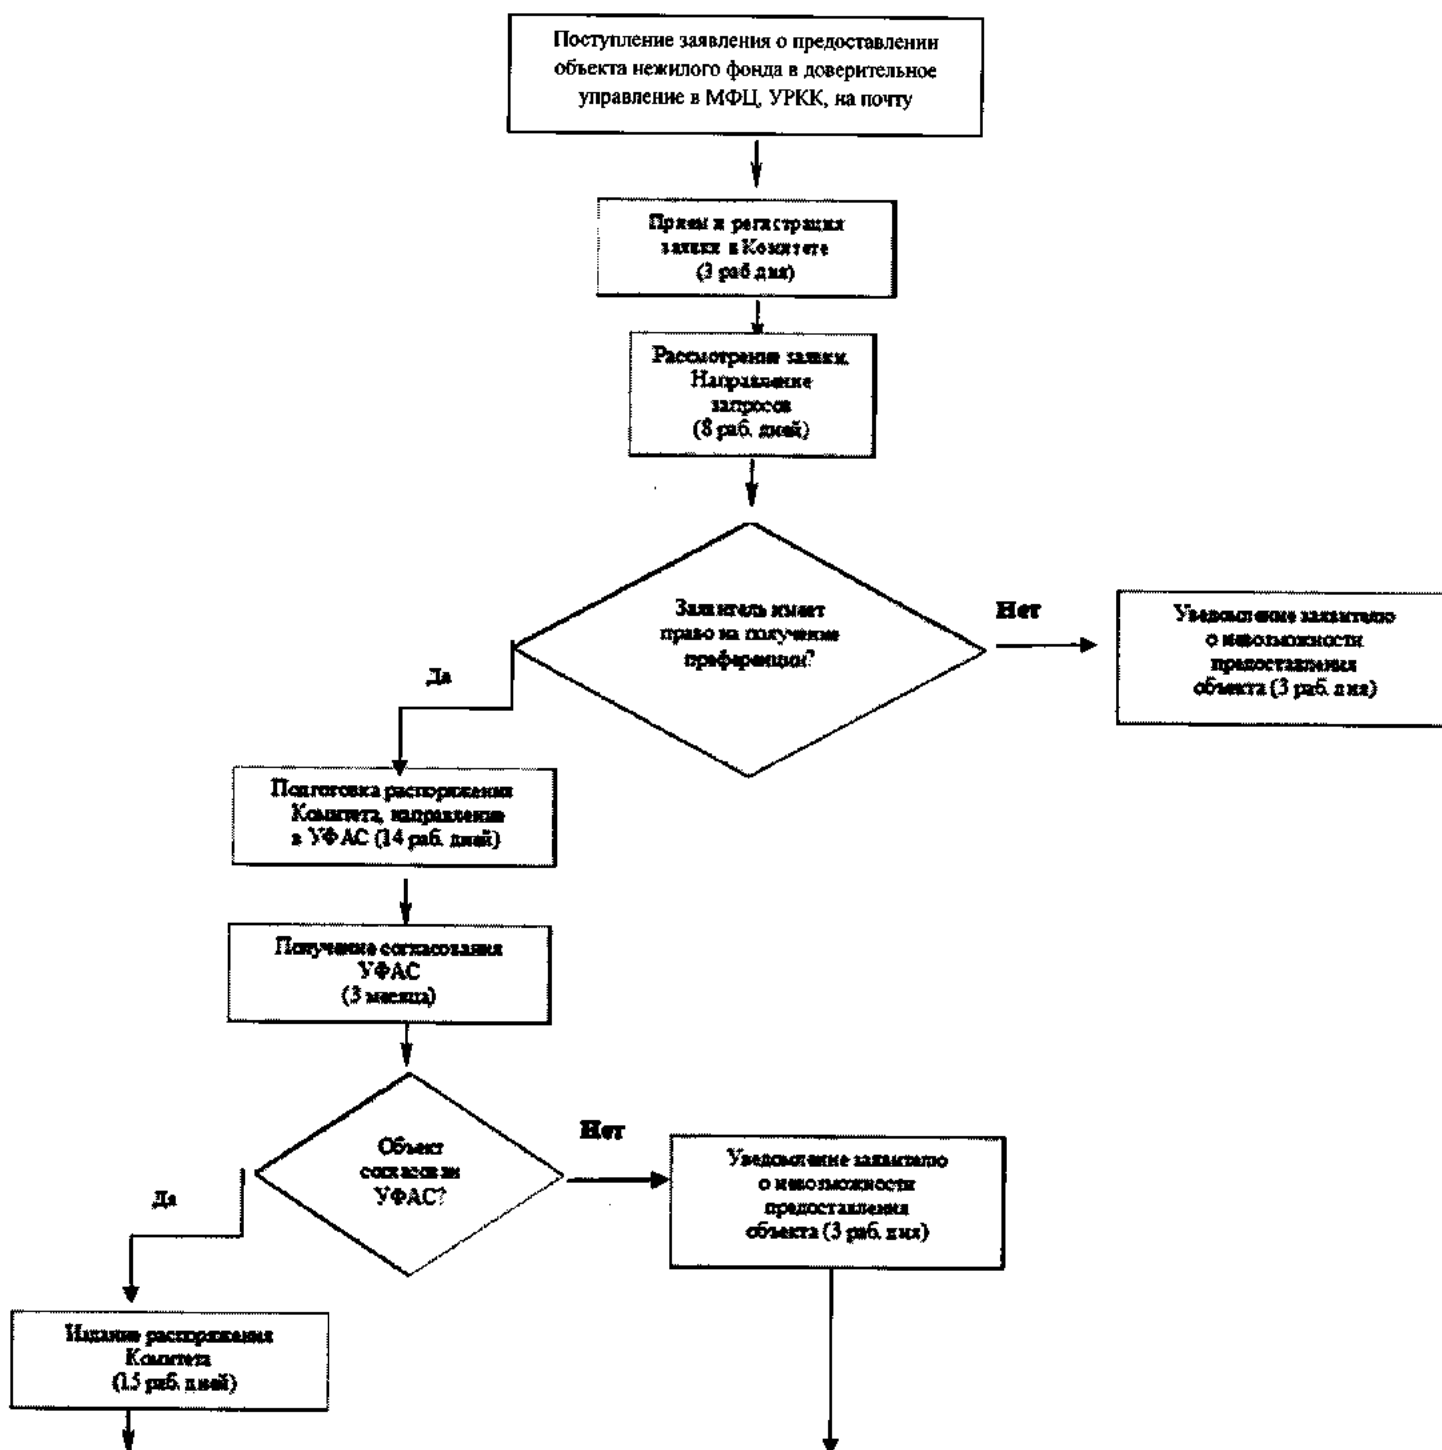 Поступление заявления о предоставлении
объекта нежилого фонда в доверительное
управление в МФЦ, УРКК, на почту
Прием и регистрация
заявки в Комитете
(3 раб дня)
Рассмотрение заявки.
Направление
запросов
(8 раб. дней)
Заявитель имеет
право на получение
преференции?
Нет
Уведомление заявителю
о невозможности
предоставления
объекта (3 раб. дня)
Да
Подготовка распоряжения
Комитета, направление
в УФАС (14 раб. дней)
Получение согласования
УФАС
(3 месяца)
Объект
согласован
УФАС?
Нет
Уведомление заявителю
о невозможности
предоставления
объекта (3 раб. дня)
Да
Издание распоряжения
Комитета
(15 раб. дней)